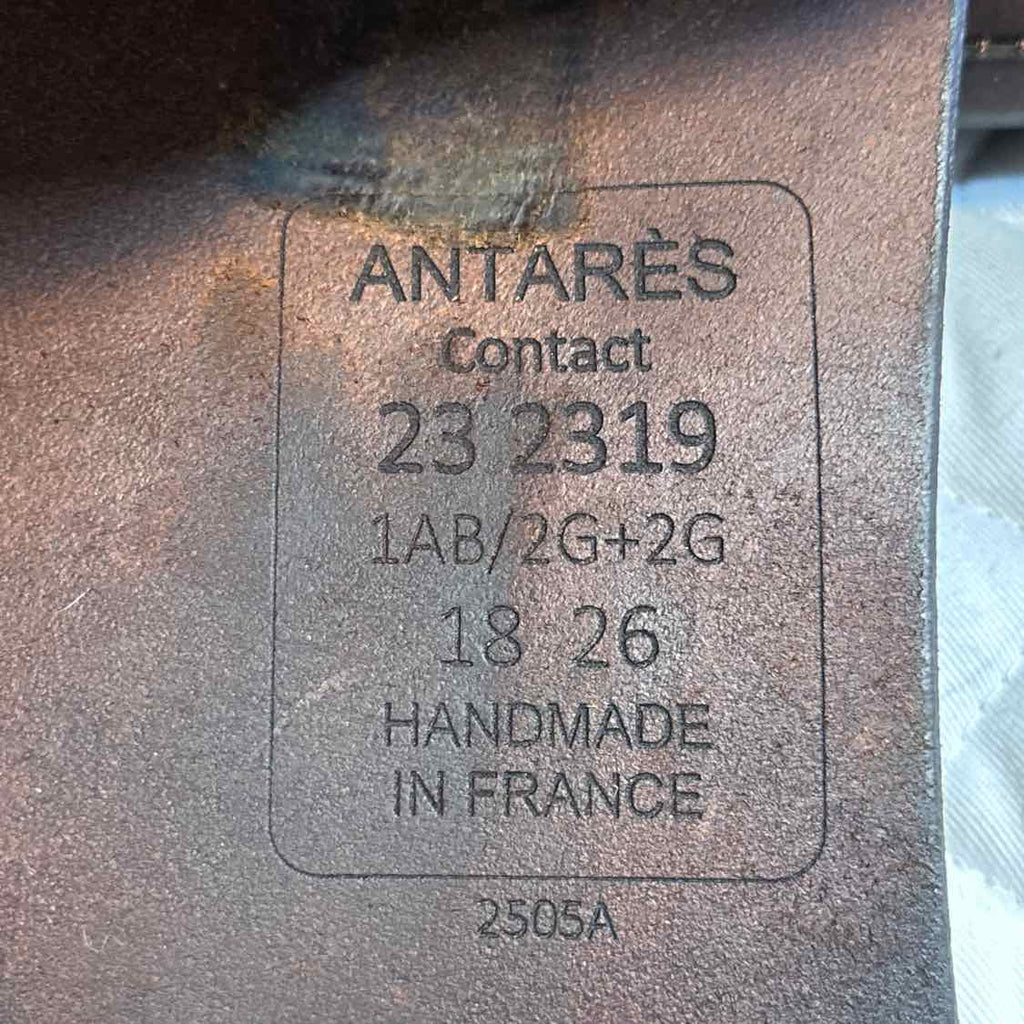 ANTARÈS
Contact
23 2319
1AB/2G+2G
18 26
HANDMADE
IN FRANCE
2505A